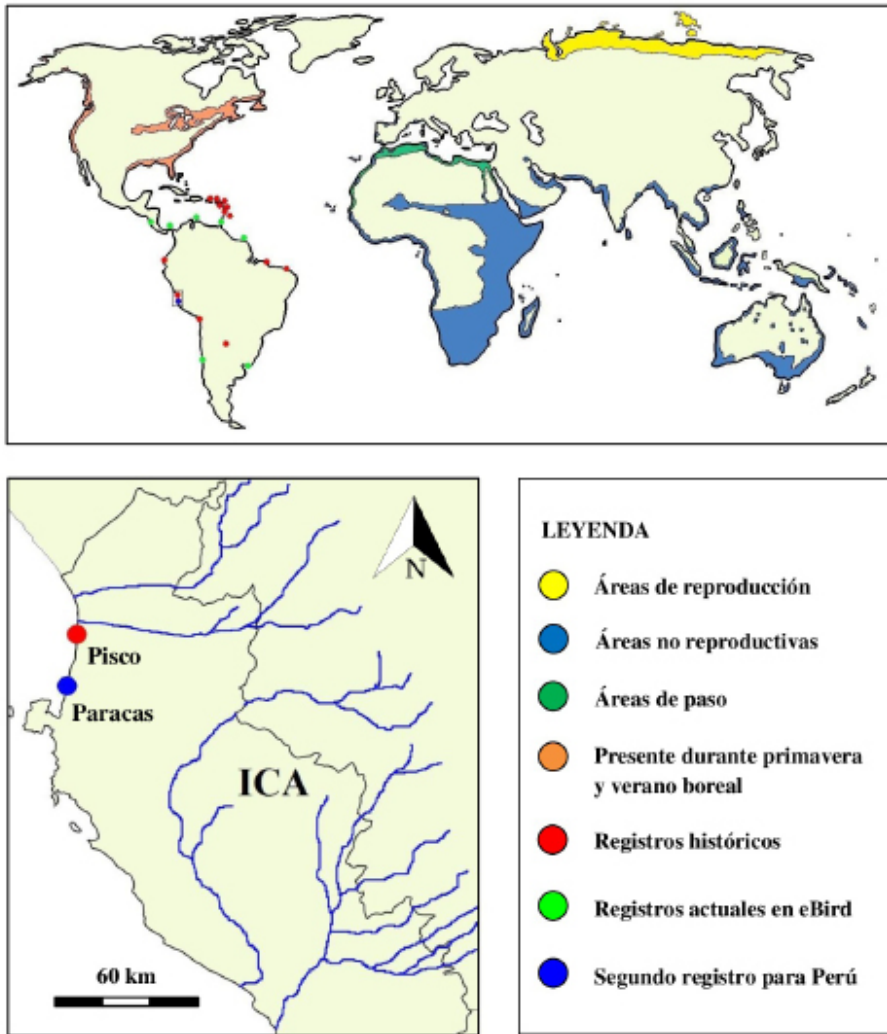 N
Pisco
Paracas
ICA
60 km
LEYENDA
Áreas de reproducción
Áreas no reproductivas
Áreas de paso
Presente durante primavera
y verano boreal
Registros históricos
Registros actuales en eBird
Segundo registro para Perú